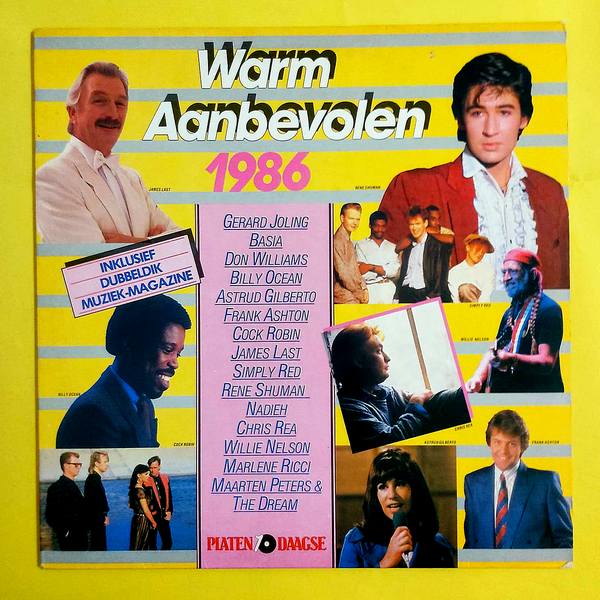 Warm
Aanbevolen
1986
JAMES LAST
RENE SHUMAN
INKLUSIEF
DUBBELDIK
MUZIEK-MAGAZINE
GERARD JOLING
BASIA
DON WILLIAMS
BILLY OCEAN
ASTRUD GILBERTO
FRANK ASHTON
COCK ROBIN
JAMES LAST
SIMPLY RED
RENE SHUMAN
NADIEH
CHRIS REA
WILLIE NELSON
MARLENE RICCI
MAARTEN PETERS &
THE DREAM
SIMPLY RED
WILLIE NELSON
BILLY OCEAN
CHRIS REA
COCK ROBIN
ASTRUD GILBERTO
FRANK ASHTON
PLATEN 10 DAAGSE